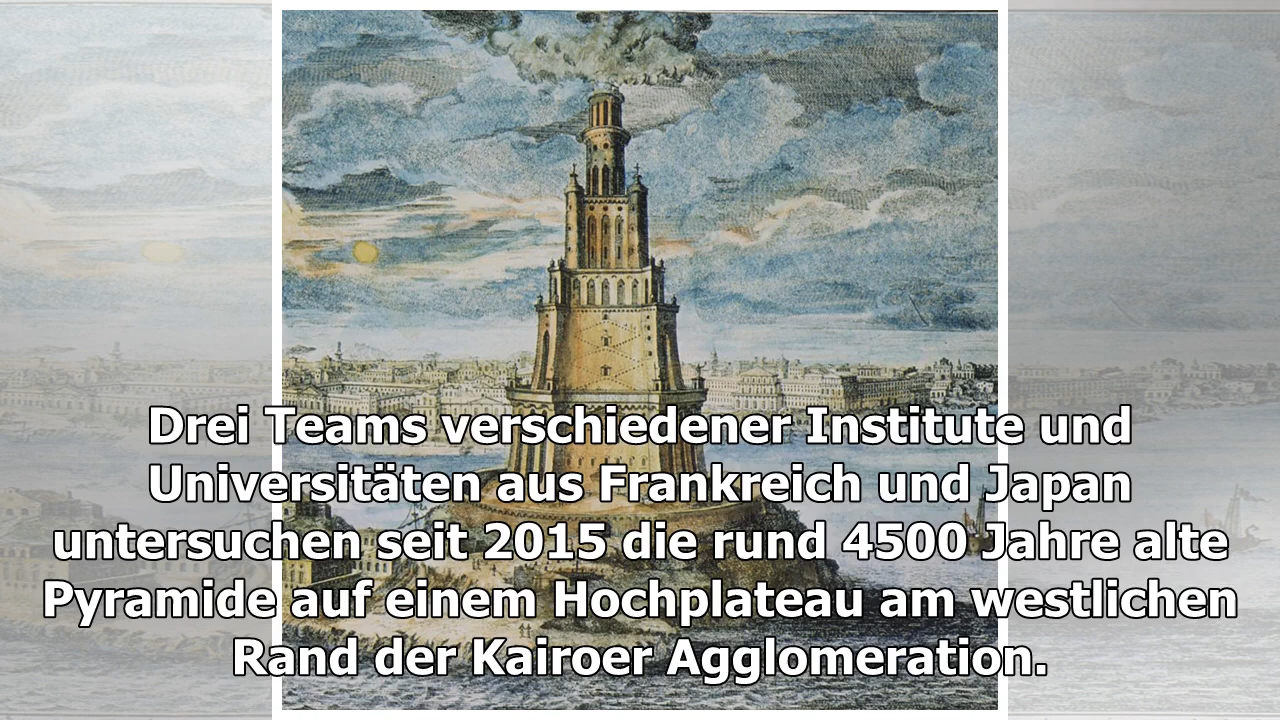 Drei Teams verschiedener Institute und
Universitäten aus Frankreich und Japan
untersuchen seit 2015 die rund 4500 Jahre alte
Pyramide auf einem Hochplateau am westlichen
Rand der Kairoer Agglomeration.